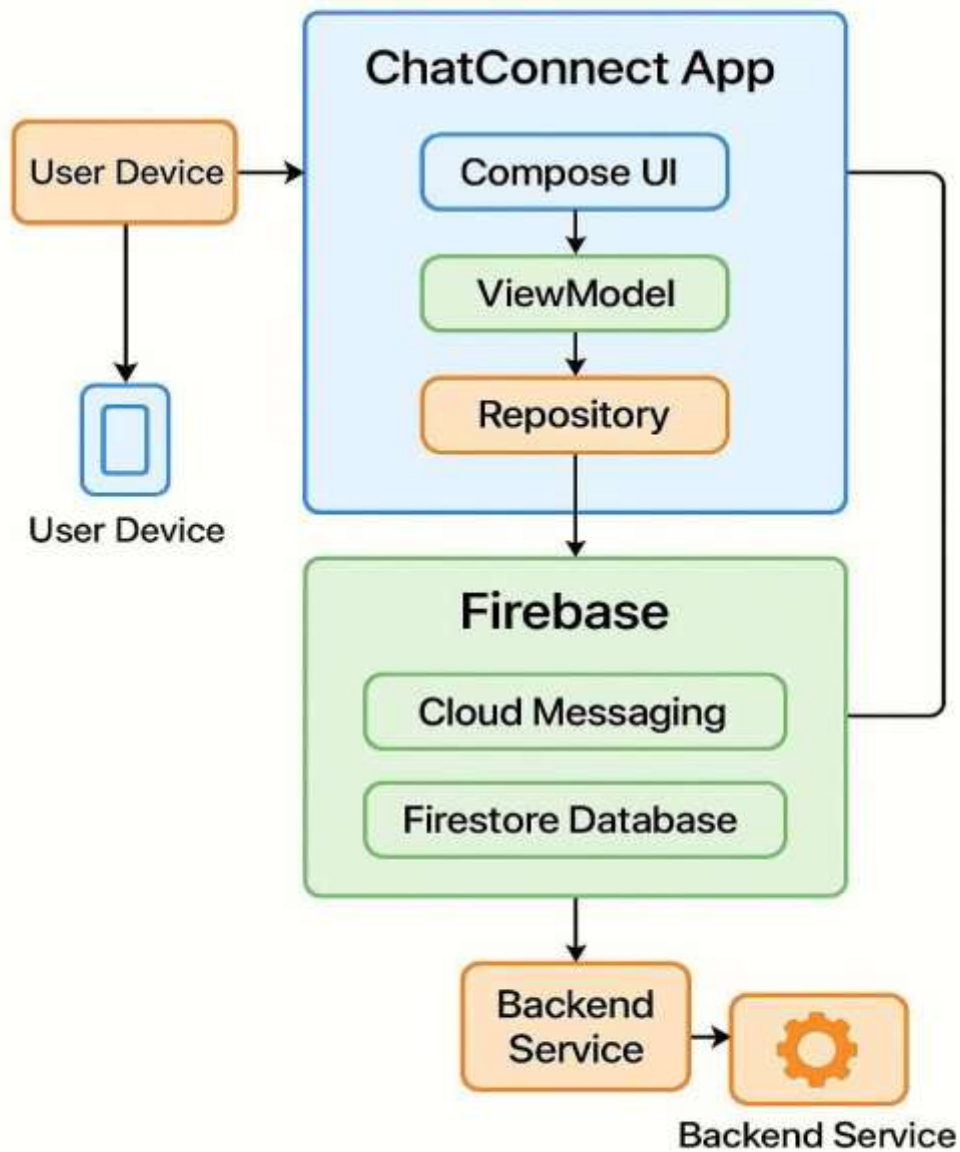 ChatConnect App
User Device
Compose UI
ViewModel
Repository
User Device
Firebase
Cloud Messaging
Firestore Database
Backend
Service
Backend Service